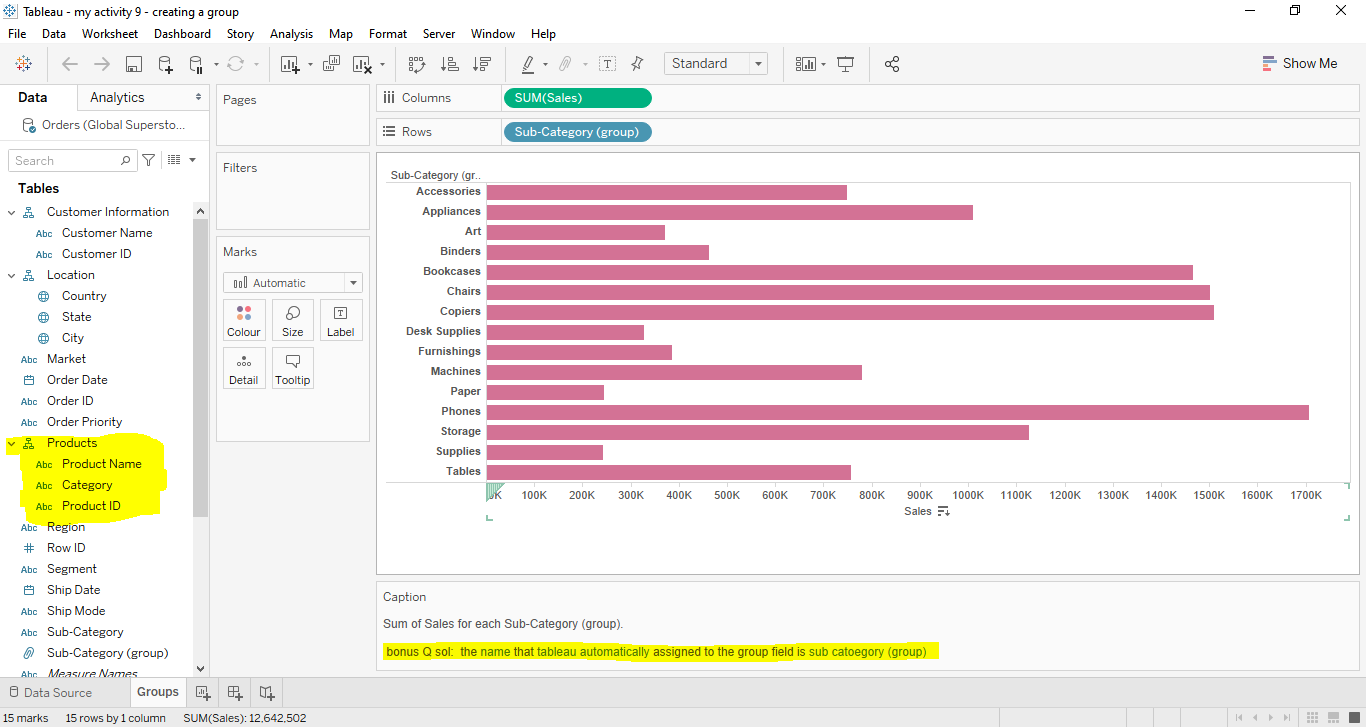 Tableau - my activity 9 - creating a group
File Data Worksheet Dashboard Story Analysis Map Format Server Window Help
Standard
Show Me
Data Analytics
Orders (Global Supersto...
Search
Tables
Customer Information
Abc Customer Name
Abc Customer ID
Location
Country
State
City
Abc Market
Order Date
Abc Order ID
Abc Order Priority
Products
Abc Product Name
Abc Category
Abc Product ID
Abc Region
# Row ID
Abc Segment
Ship Date
Abc Ship Mode
Abc Sub-Category
Sub-Category (group)
Abc Measure Names
Pages
Filters
Marks
Automatic
Colour Size Label
Detail Tooltip
Columns SUM(Sales)
Rows Sub-Category (group)
Sub-Category (gr..
Accessories
Appliances
Art
Binders
Bookcases
Chairs
Copiers
Desk Supplies
Furnishings
Machines
Paper
Phones
Storage
Supplies
Tables
K 100K 200K 300K 400K 500K 600K 700K 800K 900K 1000K 1100K 1200K 1300K 1400K 1500K 1600K 1700K
Sales
Caption
Sum of Sales for each Sub-Category (group).
bonus Q sol: the name that tableau automatically assigned to the group field is sub catoegory (group)
Data Source Groups
15 marks 15 rows by 1 column SUM(Sales): 12,642,502